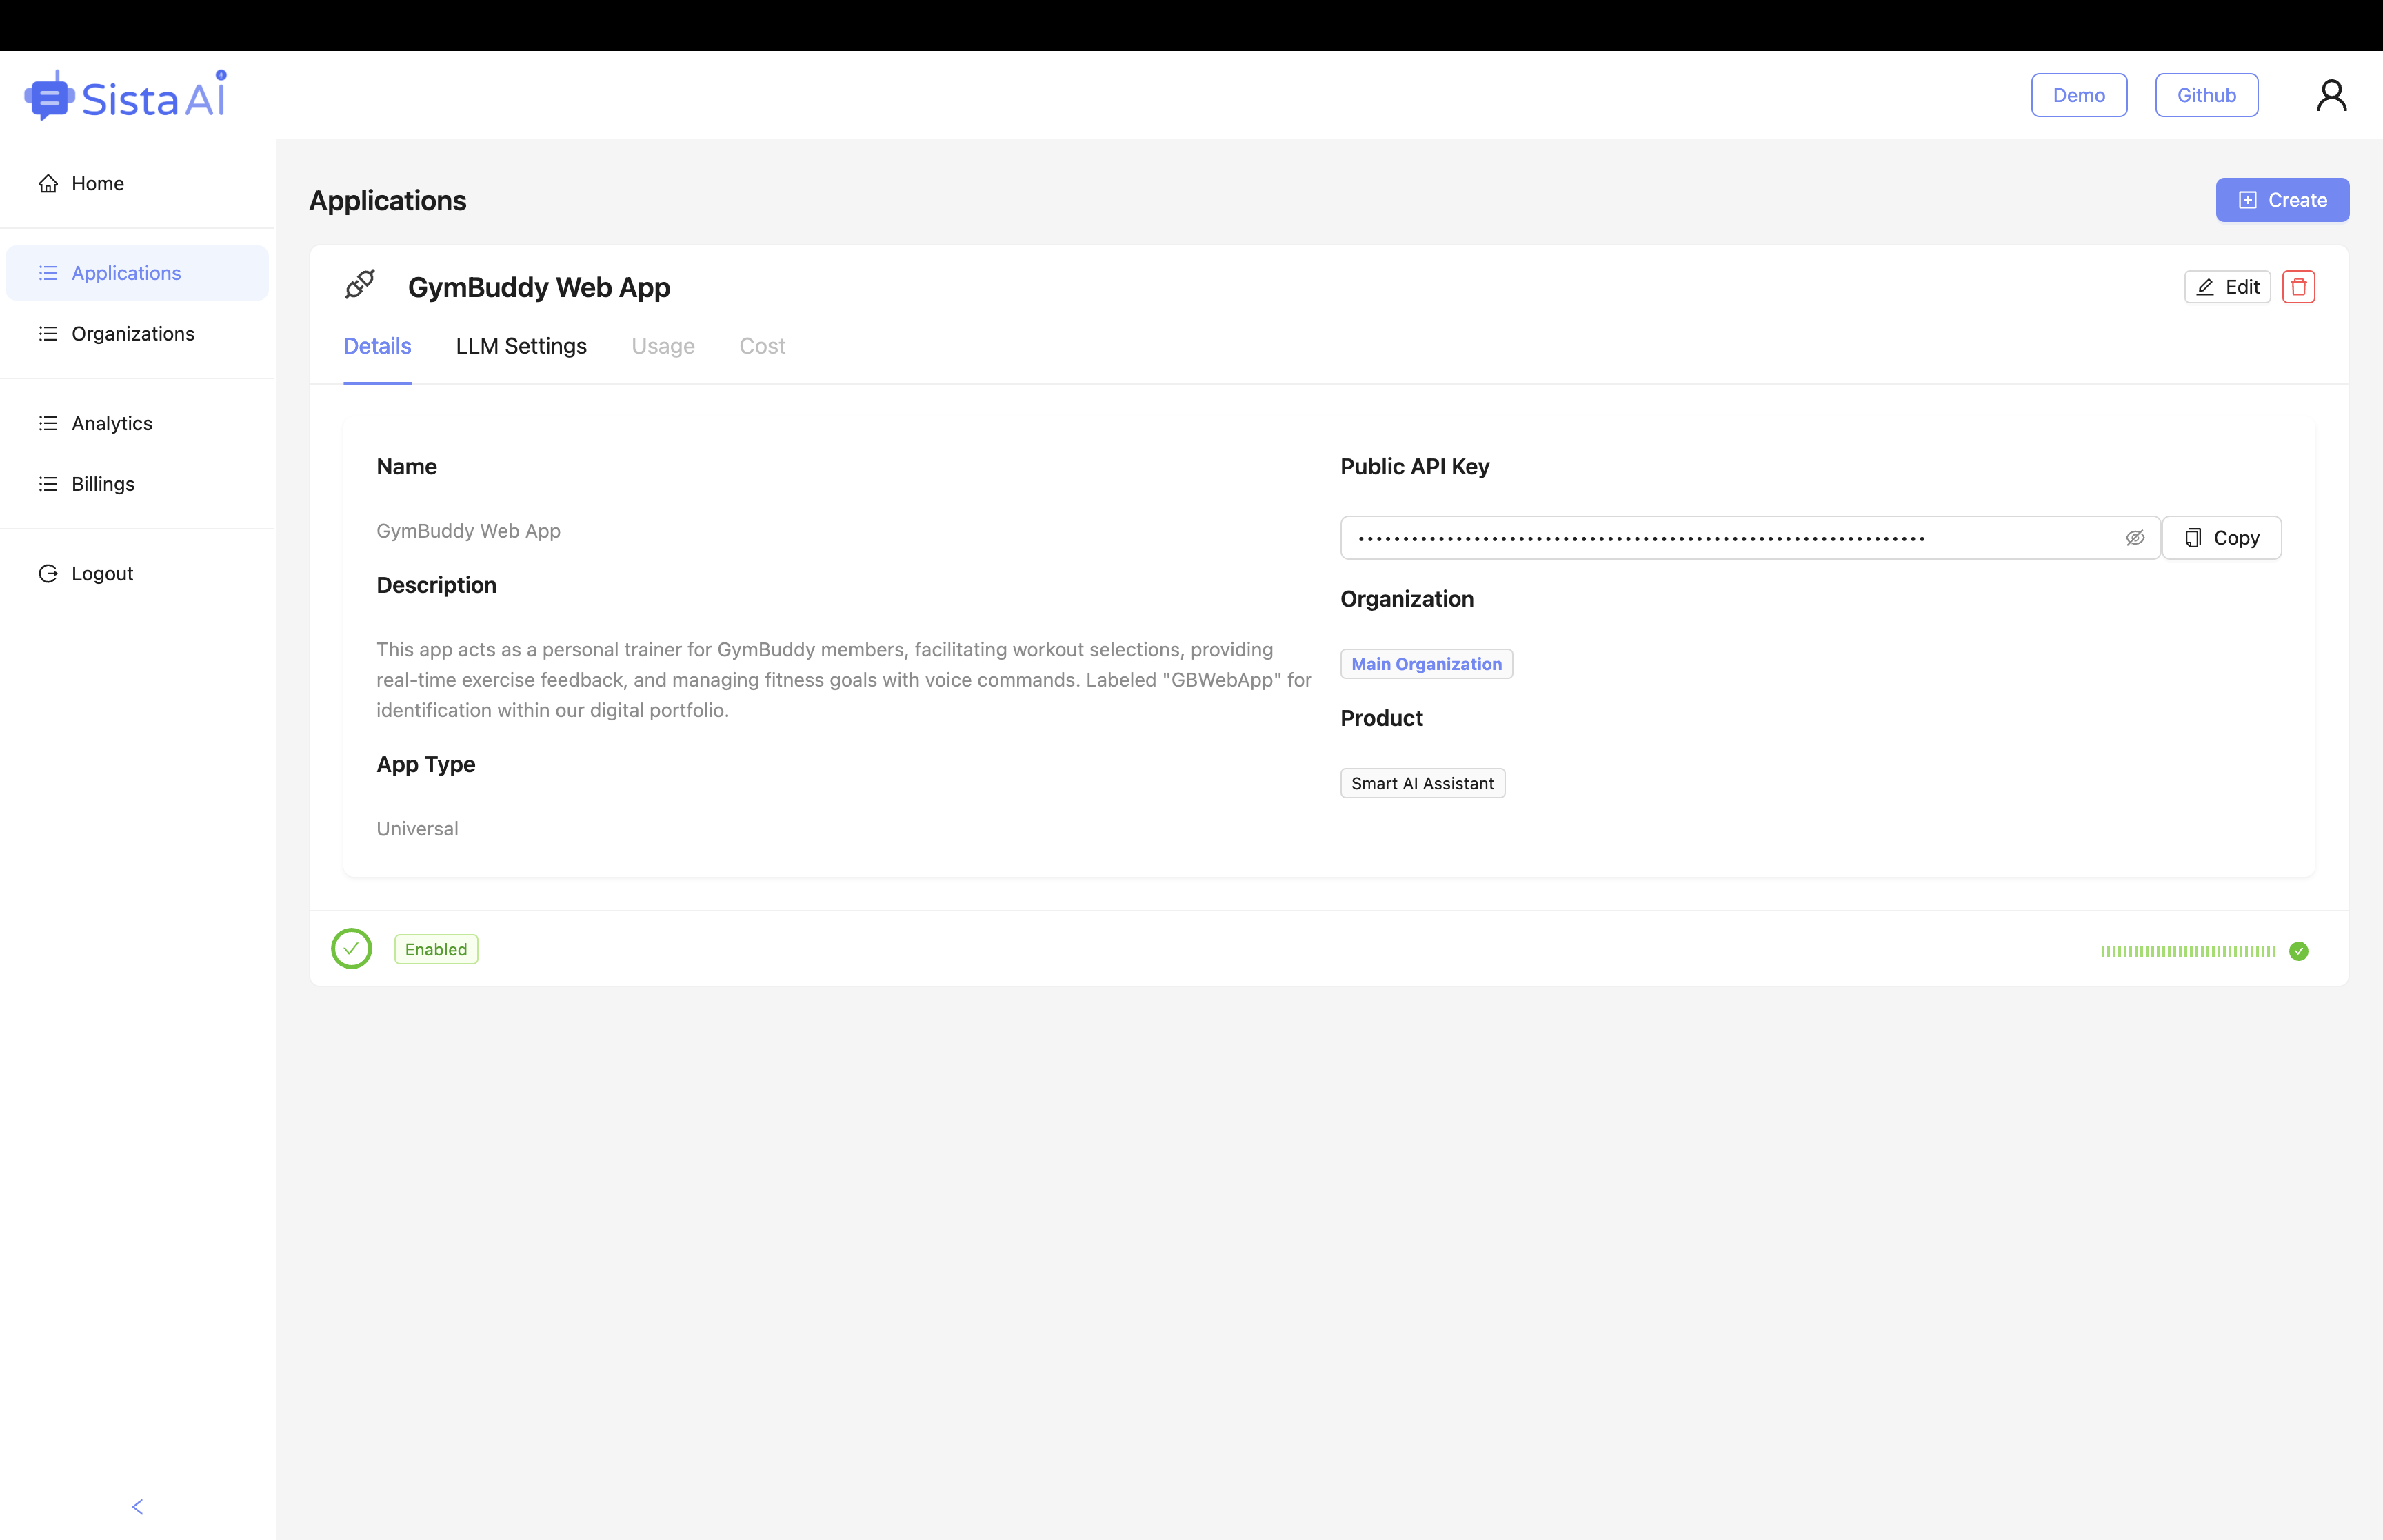 Sista AI
Demo
Github
Home
Applications
Organizations
Analytics
Billings
Logout
Applications
Create
GymBuddy Web App
Edit
Details
LLM Settings
Usage
Cost
Name
GymBuddy Web App
Description
This app acts as a personal trainer for GymBuddy members, facilitating workout selections, providing
real-time exercise feedback, and managing fitness goals with voice commands. Labeled "GBWebApp" for
identification within our digital portfolio.
App Type
Universal
Public API Key
Copy
Organization
Main Organization
Product
Smart AI Assistant
Enabled